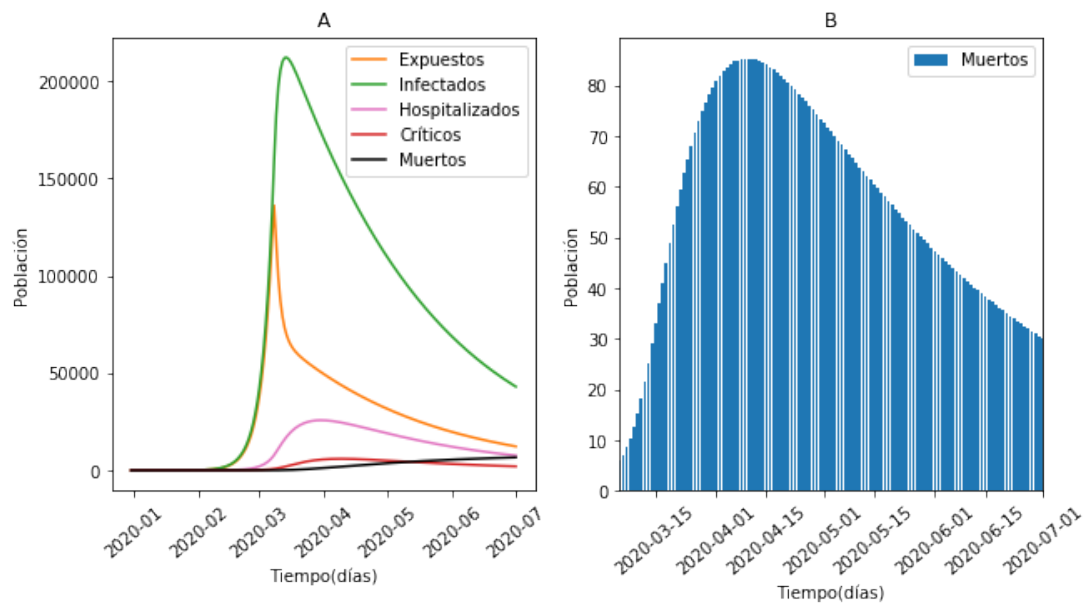 A
Población
200000
150000
100000
50000
0
Expuestos
Infectados
Hospitalizados
Críticos
Muertos
2020-01
2020-02
2020-03
2020-04
2020-05
2020-06
2020-07
Tiempo(días)
B
Población
80
70
60
50
40
30
20
10
0
Muertos
2020-03-15
2020-04-01
2020-04-15
2020-05-01
2020-05-15
2020-06-01
2020-06-15
2020-07-01
Tiempo(días)